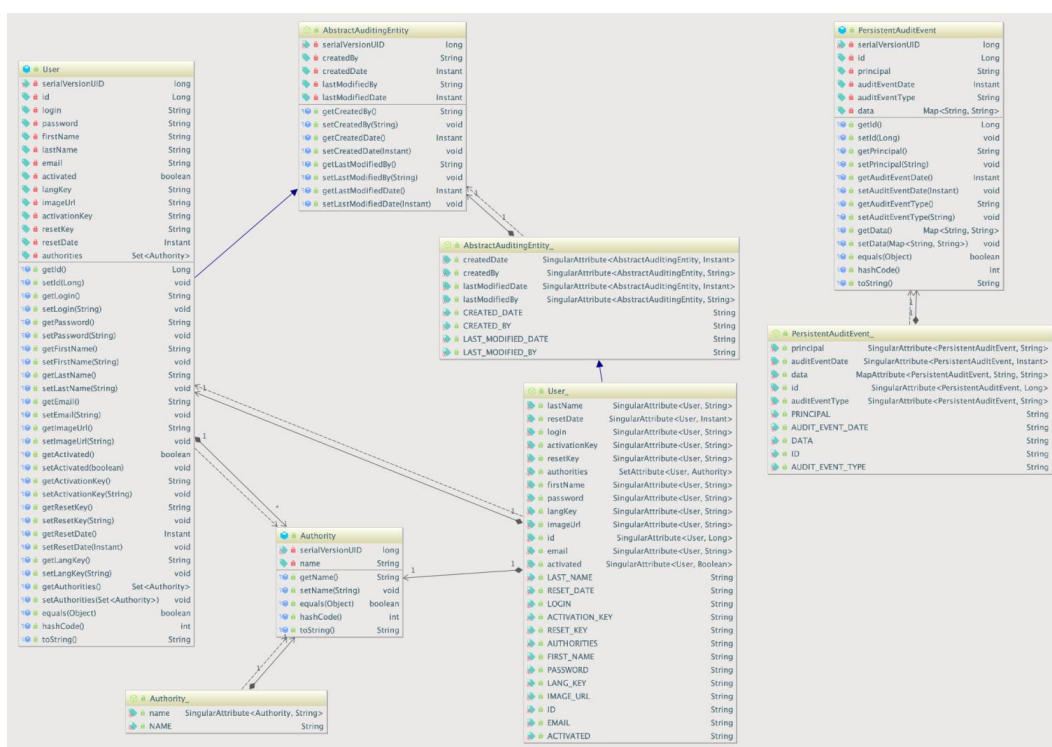 User
serialVersionUID long
id Long
login String
password String
firstName String
lastName String
email String
activated boolean
langKey String
imageUrl String
activationKey String
resetKey String
resetDate Instant
authorities Set<Authority>
getId() Long
setId(Long) void
getLogin() String
setLogin(String) void
getPassword() String
setPassword(String) void
getFirstName() String
setFirstName(String) void
getLastName() String
setLastName(String) void
getEmail() String
setEmail(String) void
getImageUrl() String
setImageUrl(String) void
getActivated() boolean
setActivated(boolean) void
getActivationKey() String
setActivationKey(String) void
getResetKey() String
setResetKey(String) void
getResetDate() Instant
setResetDate(Instant) void
getLangKey() String
setLangKey(String) void
getAuthorities() Set<Authority>
setAuthorities(Set<Authority>) void
equals(Object) boolean
hashCode() int
toString() String
AbstractAuditingEntity
serialVersionUID long
createdBy String
createdDate Instant
lastModifiedBy String
lastModifiedDate Instant
getCreatedBy() String
setCreatedBy(String) void
getCreatedDate() Instant
setCreatedDate(Instant) void
getLastModifiedBy() String
setLastModifiedBy(String) void
getLastModifiedDate() Instant
setLastModifiedDate(Instant) void
1
1
AbstractAuditingEntity_
createdDate SingularAttribute<AbstractAuditingEntity, Instant>
createdBy SingularAttribute<AbstractAuditingEntity, String>
lastModifiedDate SingularAttribute<AbstractAuditingEntity, Instant>
lastModifiedBy SingularAttribute<AbstractAuditingEntity, String>
CREATED_DATE String
CREATED_BY String
LAST_MODIFIED_DATE String
LAST_MODIFIED_BY String
PersistentAuditEvent
serialVersionUID long
id Long
principal String
auditEventDate Instant
auditEventType String
data Map<String, String>
getId() Long
setId(Long) void
getPrincipal() String
setPrincipal(String) void
getAuditEventDate() Instant
setAuditEventDate(Instant) void
getAuditEventType() String
setAuditEventType(String) void
getData() Map<String, String>
setData(Map<String, String>) void
equals(Object) boolean
hashCode() int
toString() String
1
1
PersistentAuditEvent_
principal SingularAttribute<PersistentAuditEvent, String>
auditEventDate SingularAttribute<PersistentAuditEvent, Instant>
data MapAttribute<PersistentAuditEvent, String, String>
id SingularAttribute<PersistentAuditEvent, Long>
auditEventType SingularAttribute<PersistentAuditEvent, String>
PRINCIPAL String
AUDIT_EVENT_DATE String
DATA String
ID String
AUDIT_EVENT_TYPE String
User_
lastName SingularAttribute<User, String>
resetDate SingularAttribute<User, Instant>
login SingularAttribute<User, String>
activationKey SingularAttribute<User, String>
resetKey SingularAttribute<User, String>
authorities SetAttribute<User, Authority>
firstName SingularAttribute<User, String>
password SingularAttribute<User, String>
langKey SingularAttribute<User, String>
imageUrl SingularAttribute<User, String>
id SingularAttribute<User, Long>
email SingularAttribute<User, String>
activated SingularAttribute<User, Boolean>
LAST_NAME String
RESET_DATE String
LOGIN String
ACTIVATION_KEY String
RESET_KEY String
AUTHORITIES String
FIRST_NAME String
PASSWORD String
LANG_KEY String
IMAGE_URL String
ID String
EMAIL String
ACTIVATED String
1
1
1
*
1
1
Authority
serialVersionUID long
name String
getName() String
setName(String) void
equals(Object) boolean
hashCode() int
toString() String
1
1
Authority_
name SingularAttribute<Authority, String>
NAME String